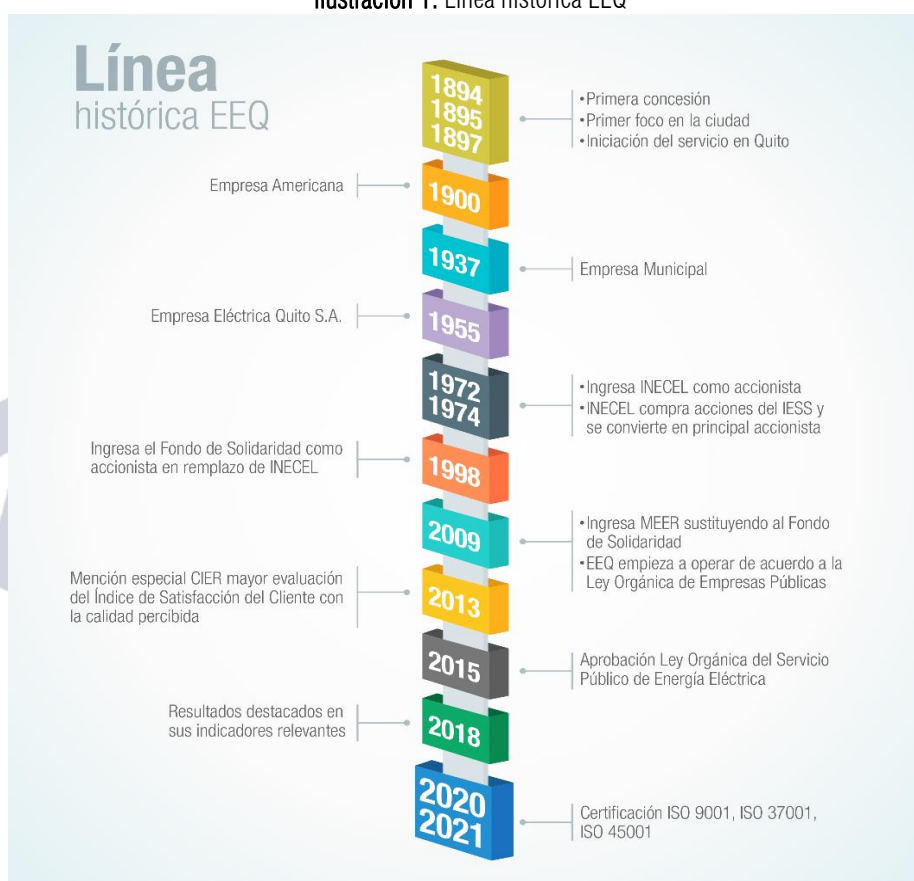 Ilustración 1. Línea histórica EEQ
Línea
histórica EEQ
1894
1895
1897
•Primera concesión
•Primer foco en la ciudad
•Iniciación del servicio en Quito
Empresa Americana
1900
1937
Empresa Municipal
Empresa Eléctrica Quito S.A.
1955
1972
1974
•Ingresa INECEL como accionista
•INECEL compra acciones del IESS y
se convierte en principal accionista
Ingresa el Fondo de Solidaridad como
accionista en remplazo de INECEL
1998
2009
•Ingresa MEER sustituyendo al Fondo
de Solidaridad
•EEQ empieza a operar de acuerdo a la
Ley Orgánica de Empresas Públicas
Mención especial CIER mayor evaluación
del Índice de Satisfacción del Cliente con
la calidad percibida
2013
2015
Aprobación Ley Orgánica del Servicio
Público de Energía Eléctrica
Resultados destacados en
sus indicadores relevantes
2018
2020
2021
Certificación ISO 9001, ISO 37001,
ISO 45001